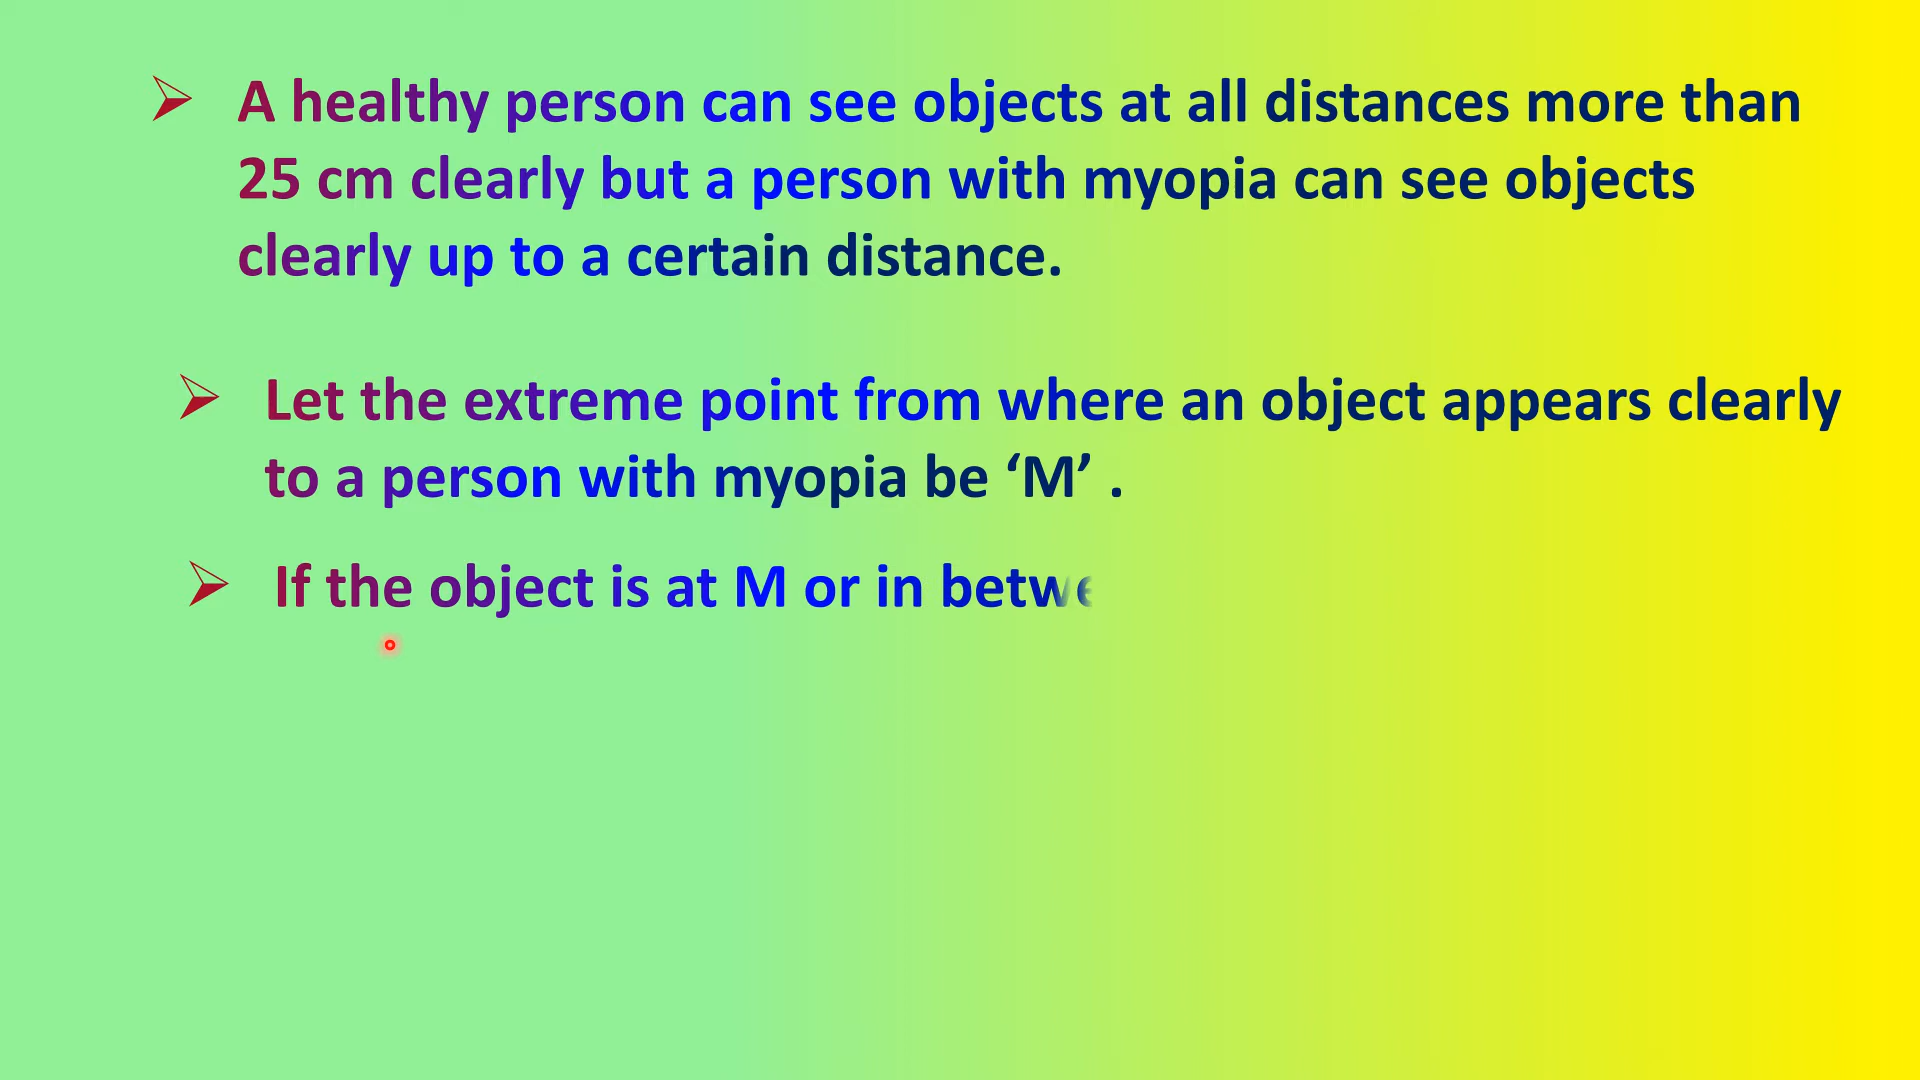 A healthy person can see objects at all distances more than
25 cm clearly but a person with myopia can see objects
clearly up to a certain distance.
Let the extreme point from where an object appears clearly
to a person with myopia be ‘M’ .
If the object is at M or in